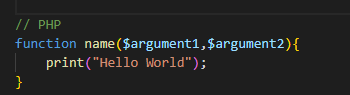 // PHP
function name($argument1,$argument2){
    print("Hello World");
}